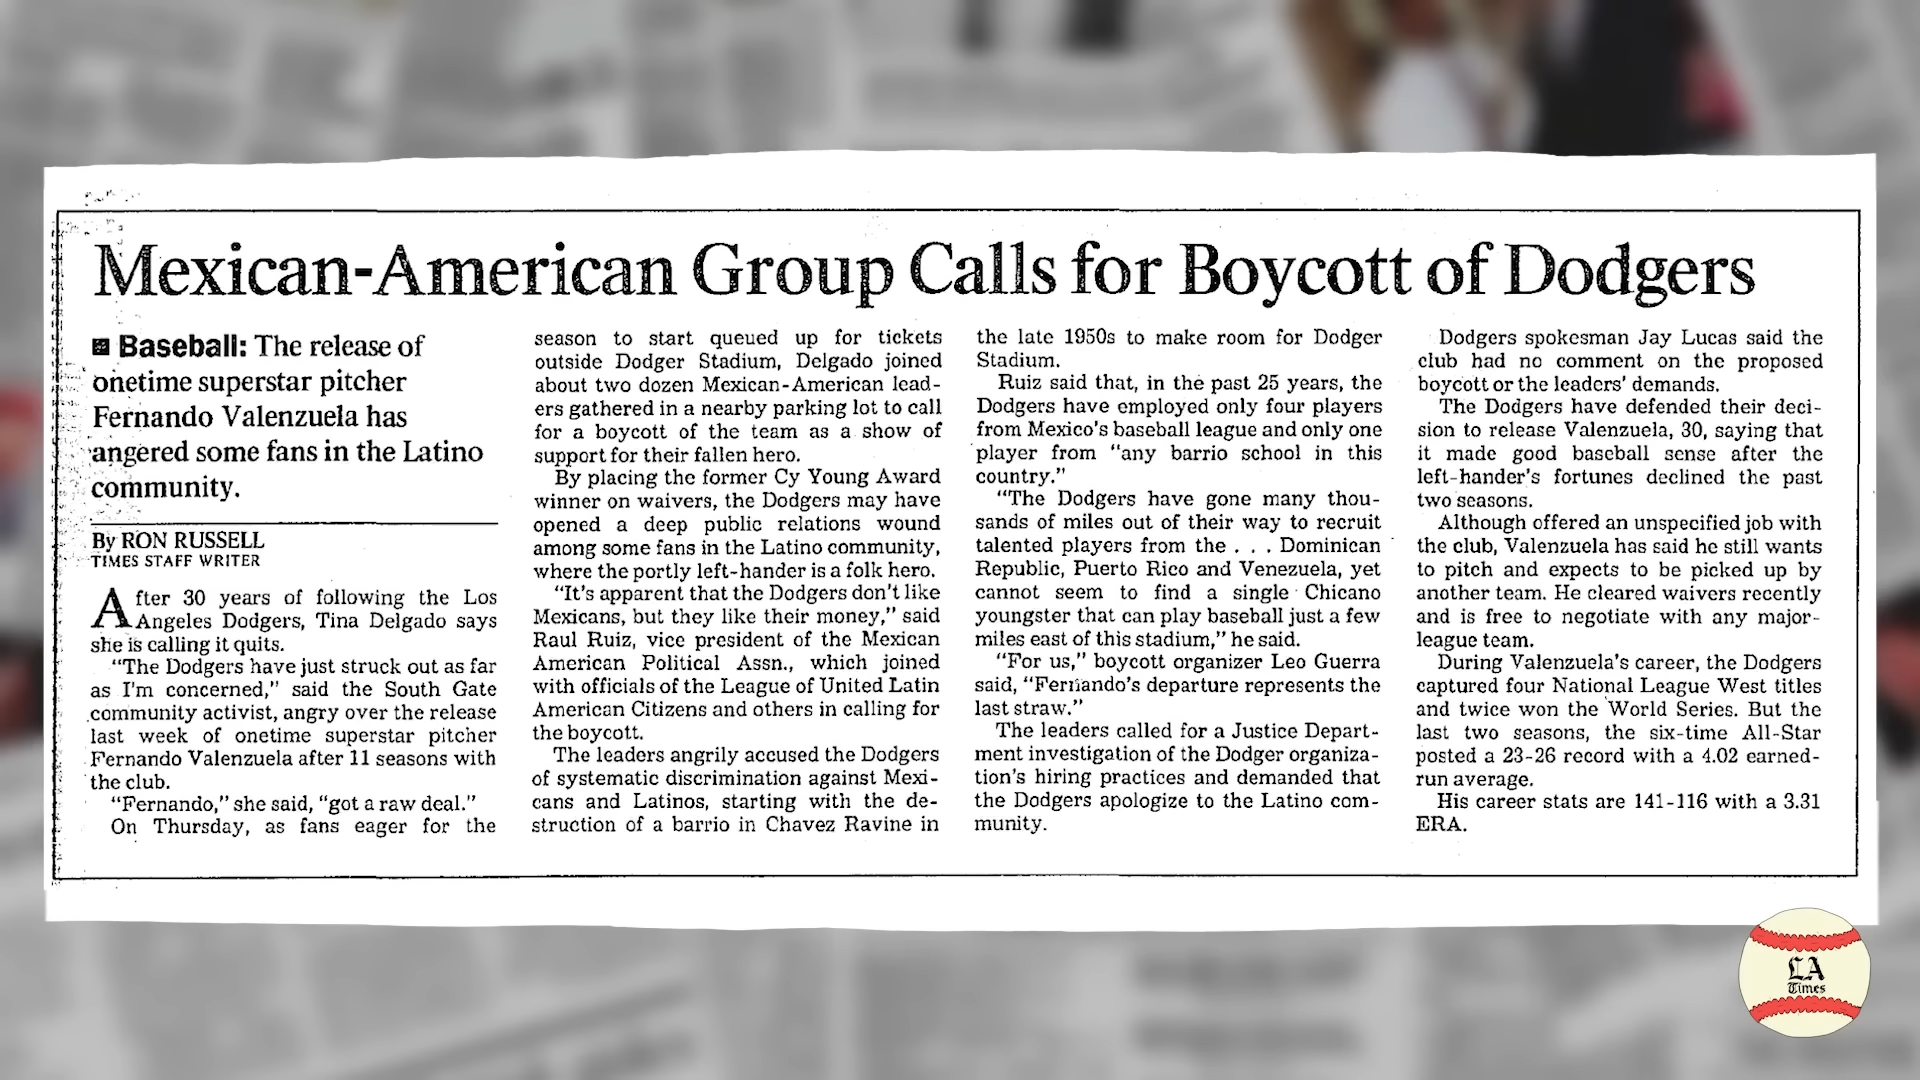 Mexican-American Group Calls for Boycott of Dodgers
Baseball: The release of
onetime superstar pitcher
Fernando Valenzuela has
angered some fans in the Latino
community.
By RON RUSSELL
TIMES STAFF WRITER
After 30 years of following the Los
Angeles Dodgers, Tina Delgado says
she is calling it quits.
“The Dodgers have just struck out as far
as I'm concerned,” said the South Gate
community activist, angry over the release
last week of onetime superstar pitcher
Fernando Valenzuela after 11 seasons with
the club.
“Fernando,” she said, “got a raw deal.”
On Thursday, as fans eager for the
season to start queued up for tickets
outside Dodger Stadium, Delgado joined
about two dozen Mexican-American lead-
ers gathered in a nearby parking lot to call
for a boycott of the team as a show of
support for their fallen hero.
By placing the former Cy Young Award
winner on waivers, the Dodgers may have
opened a deep public relations wound
among some fans in the Latino community,
where the portly left-hander is a folk hero.
“It's apparent that the Dodgers don't like
Mexicans, but they like their money,” said
Raul Ruiz, vice president of the Mexican
American Political Assn., which joined
with officials of the League of United Latin
American Citizens and others in calling for
the boycott.
The leaders angrily accused the Dodgers
of systematic discrimination against Mexi-
cans and Latinos, starting with the de-
struction of a barrio in Chavez Ravine in
the late 1950s to make room for Dodger
Stadium.
Ruiz said that, in the past 25 years, the
Dodgers have employed only four players
from Mexico's baseball league and only one
player from “any barrio school in this
country.”
“The Dodgers have gone many thou-
sands of miles out of their way to recruit
talented players from the . . . Dominican
Republic, Puerto Rico and Venezuela, yet
cannot seem to find a single Chicano
youngster that can play baseball just a few
miles east of this stadium,” he said.
“For us,” boycott organizer Leo Guerra
said, “Fernando's departure represents the
last straw.”
The leaders called for a Justice Depart-
ment investigation of the Dodger organiza-
tion's hiring practices and demanded that
the Dodgers apologize to the Latino com-
munity.
Dodgers spokesman Jay Lucas said the
club had no comment on the proposed
boycott or the leaders' demands.
The Dodgers have defended their deci-
sion to release Valenzuela, 30, saying that
it made good baseball sense after the
left-hander's fortunes declined the past
two seasons.
Although offered an unspecified job with
the club, Valenzuela has said he still wants
to pitch and expects to be picked up by
another team. He cleared waivers recently
and is free to negotiate with any major-
league team.
During Valenzuela's career, the Dodgers
captured four National League West titles
and twice won the World Series. But the
last two seasons, the six-time All-Star
posted a 23-26 record with a 4.02 earned-
run average.
His career stats are 141-116 with a 3.31
ERA.
LA
Times